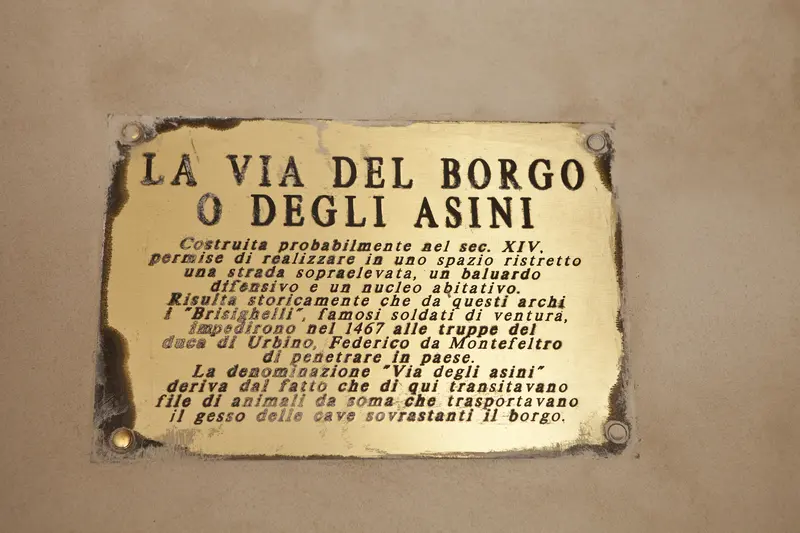 LA VIA DEL BORGO
O DEGLI ASINI
Costruita probabilmente nel sec. XIV,
permise di realizzare in uno spazio ristretto
una strada sopraelevata, un baluardo
difensivo e un nucleo abitativo.
Risulta storicamente che da questi archi
i "Brisighelli", famosi soldati di ventura,
impedirono nel 1467 alle truppe del
duca di Urbino, Federico da Montefeltro
di penetrare in paese.
La denominazione "Via degli asini"
deriva dal fatto che di qui transitavano
file di animali da soma che trasportavano
il gesso delle cave sovrastanti il borgo.